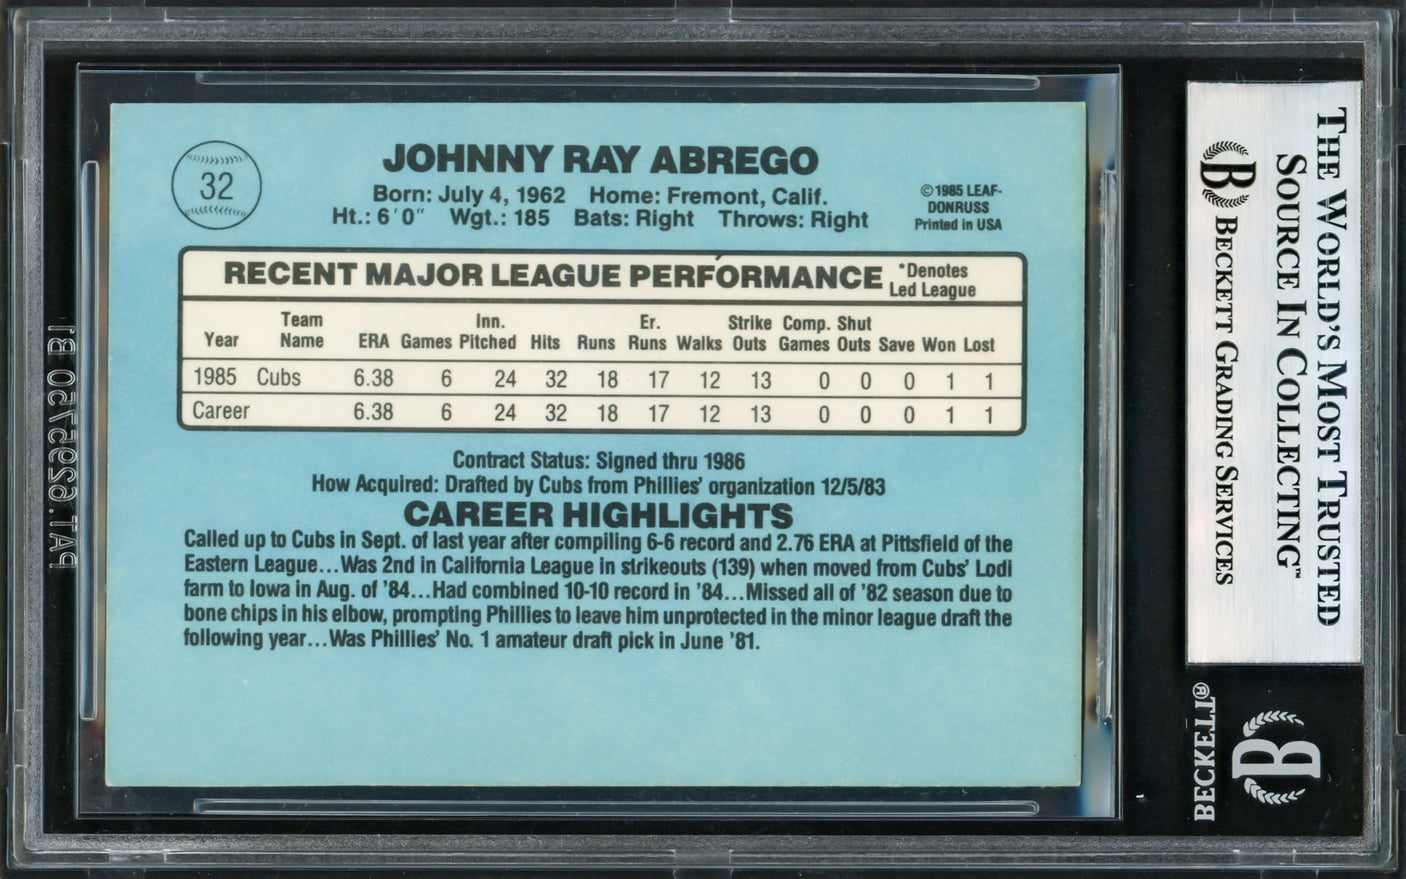 32
JOHNNY RAY ABREGO
Born: July 4, 1962 Home: Fremont, Calif.
Ht.: 6'0" Wgt.: 185 Bats: Right Throws: Right
©1985 LEAF-
DONRUSS
Printed in USA
RECENT MAJOR LEAGUE PERFORMANCE
*Denotes
Led League
Year Team Name ERA Games Inn. Pitched Hits Runs Er. Runs Walks Strike Outs Comp. Games Shut Outs Save Won Lost
1985 Cubs 6.38 6 24 32 18 17 12 13 0 0 0 1 1
Career 6.38 6 24 32 18 17 12 13 0 0 0 1 1
Contract Status: Signed thru 1986
How Acquired: Drafted by Cubs from Phillies' organization 12/5/83
CAREER HIGHLIGHTS
Called up to Cubs in Sept. of last year after compiling 6-6 record and 2.76 ERA at Pittsfield of the
Eastern League...Was 2nd in California League in strikeouts (139) when moved from Cubs' Lodi
farm to Iowa in Aug. of '84...Had combined 10-10 record in '84...Missed all of '82 season due to
bone chips in his elbow, prompting Phillies to leave him unprotected in the minor league draft the
following year...Was Phillies' No. 1 amateur draft pick in June '81.
THE WORLD'S MOST TRUSTED
SOURCE IN COLLECTING™
B BECKETT GRADING SERVICES
B
BECKETT®